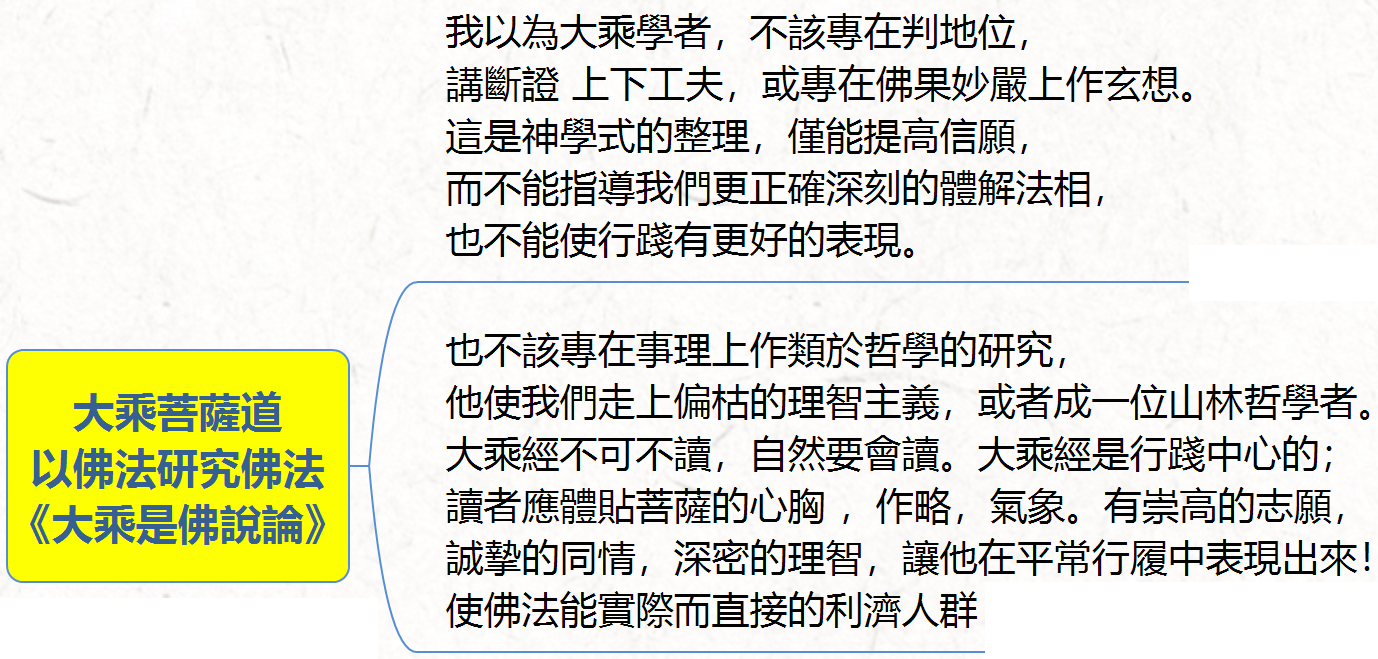 我以為大乘學者，不該專在判地位，
講斷證 上下工夫，或專在佛果妙嚴上作玄想。
這是神學式的整理，僅能提高信願，
而不能指導我們更正確深刻的體解法相，
也不能使行踐有更好的表現。
大乘菩薩道
以佛法研究佛法
《大乘是佛說論》
也不該專在事理上作類於哲學的研究，
他使我們走上偏枯的理智主義，或者成一位山林哲學者。
大乘經不可不讀，自然要會讀。大乘經是行踐中心的；
讀者應體貼菩薩的心胸 ，作略，氣象。有崇高的志願，
誠摯的同情，深密的理智，讓他在平常行履中表現出來！
使佛法能實際而直接的利濟人群